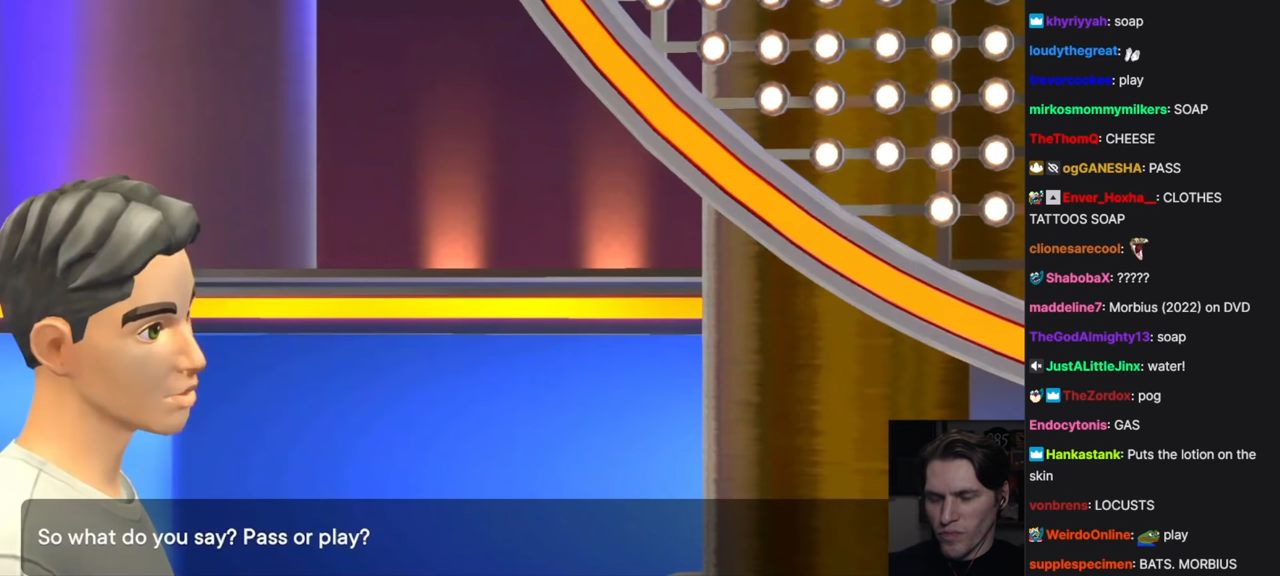 khyriyyah: soap
loudythegreat:
trevorcookee: play
mirkosmommymilkers: SOAP
TheThomQ: CHEESE
ogGANESHA: PASS
Enver_Hoxha__: CLOTHES
TATTOOS SOAP
clionesarecool:
ShabobaX: ?????
maddeline7: Morbius (2022) on DVD
TheGodAlmighty13: soap
JustALittleJinx: water!
TheZordox: pog
Endocytonis: GAS
Hankastank: Puts the lotion on the
skin
vonbrens: LOCUSTS
WeirdoOnline: play
supplespecimen: BATS. MORBIUS
So what do you say? Pass or play?